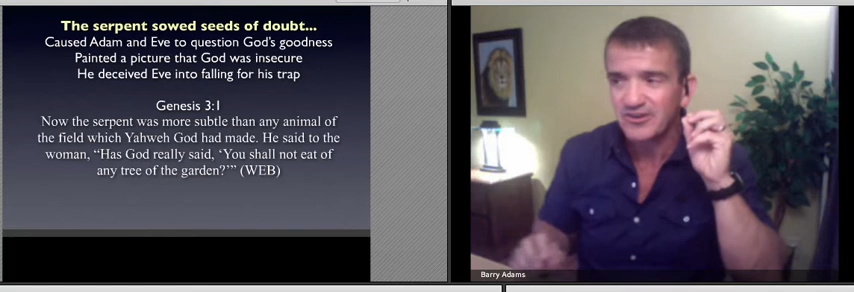 The serpent sowed seeds of doubt...
Caused Adam and Eve to question God's goodness
Painted a picture that God was insecure
He deceived Eve into falling for his trap
Genesis 3:1
Now the serpent was more subtle than any animal of
the field which Yahweh God had made. He said to the
woman, “Has God really said, ‘You shall not eat of
any tree of the garden?’” (WEB)
Barry Adams